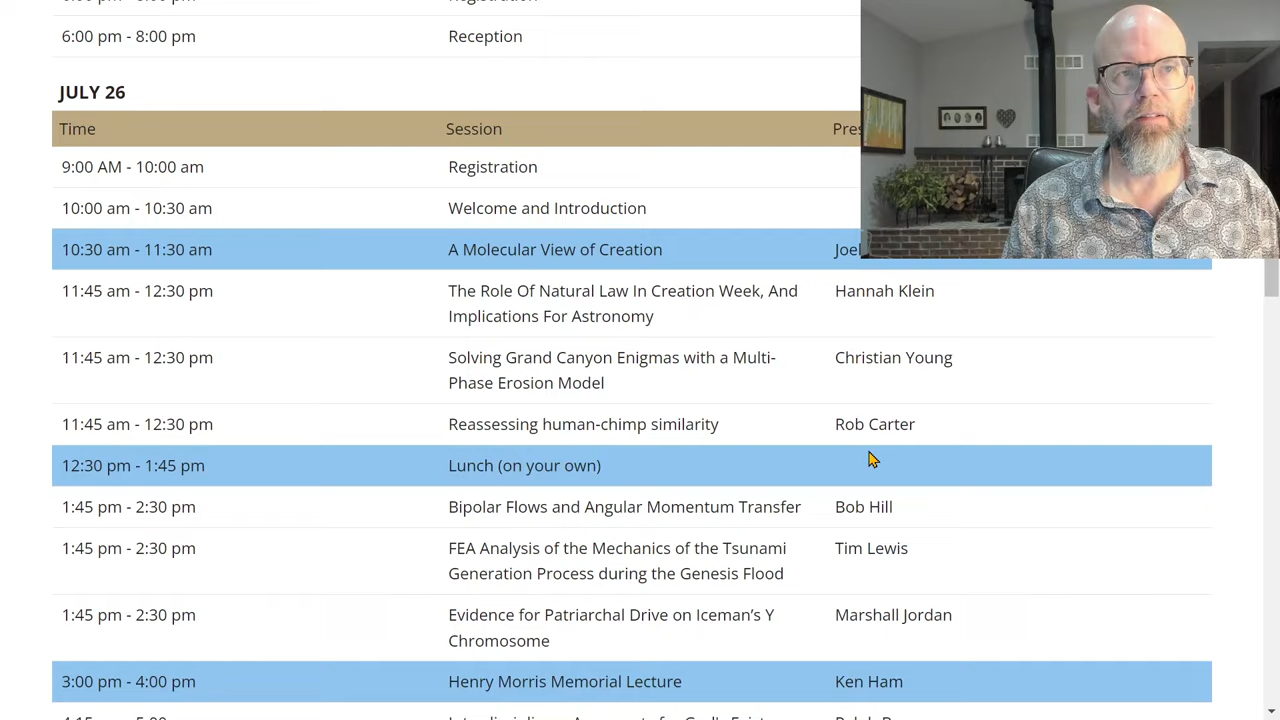 Reception
6:00 pm - 8:00 pm Reception
JULY 26
Time Session
9:00 AM - 10:00 am Registration
10:00 am - 10:30 am Welcome and Introduction
10:30 am - 11:30 am A Molecular View of Creation
11:45 am - 12:30 pm The Role Of Natural Law In Creation Week, And Hannah Klein
Implications For Astronomy
11:45 am - 12:30 pm Solving Grand Canyon Enigmas with a Multi- Christian Young
Phase Erosion Model
11:45 am - 12:30 pm Reassessing human-chimp similarity Rob Carter
12:30 pm - 1:45 pm Lunch (on your own)
1:45 pm - 2:30 pm Bipolar Flows and Angular Momentum Transfer Bob Hill
1:45 pm - 2:30 pm FEA Analysis of the Mechanics of the Tsunami Tim Lewis
Generation Process during the Genesis Flood
1:45 pm - 2:30 pm Evidence for Patriarchal Drive on Iceman’s Y Marshall Jordan
Chromosome
3:00 pm - 4:00 pm Henry Morris Memorial Lecture Ken Ham